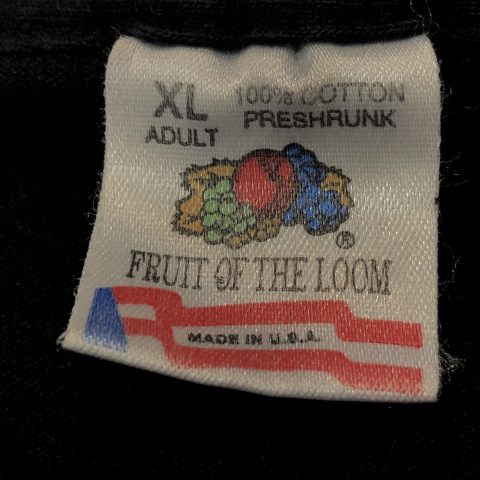 XL 100% COTTON
ADULT PRESHRUNK
®
FRUIT OF THE LOOM
MADE IN U.S.A.